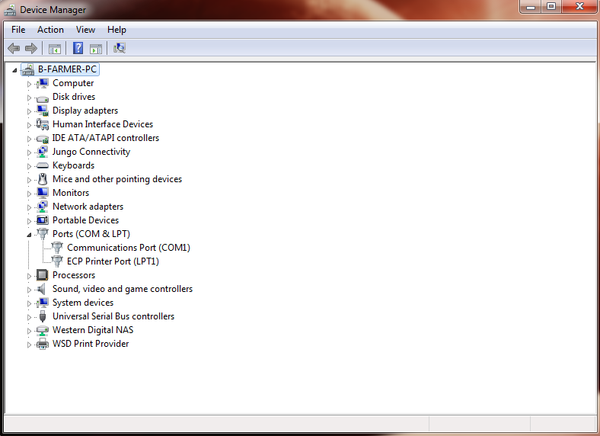 Device Manager
File Action View Help
B-FARMER-PC
Computer
Disk drives
Display adapters
Human Interface Devices
IDE ATA/ATAPI controllers
Jungo Connectivity
Keyboards
Mice and other pointing devices
Monitors
Network adapters
Portable Devices
Ports (COM & LPT)
Communications Port (COM1)
ECP Printer Port (LPT1)
Processors
Sound, video and game controllers
System devices
Universal Serial Bus controllers
Western Digital NAS
WSD Print Provider